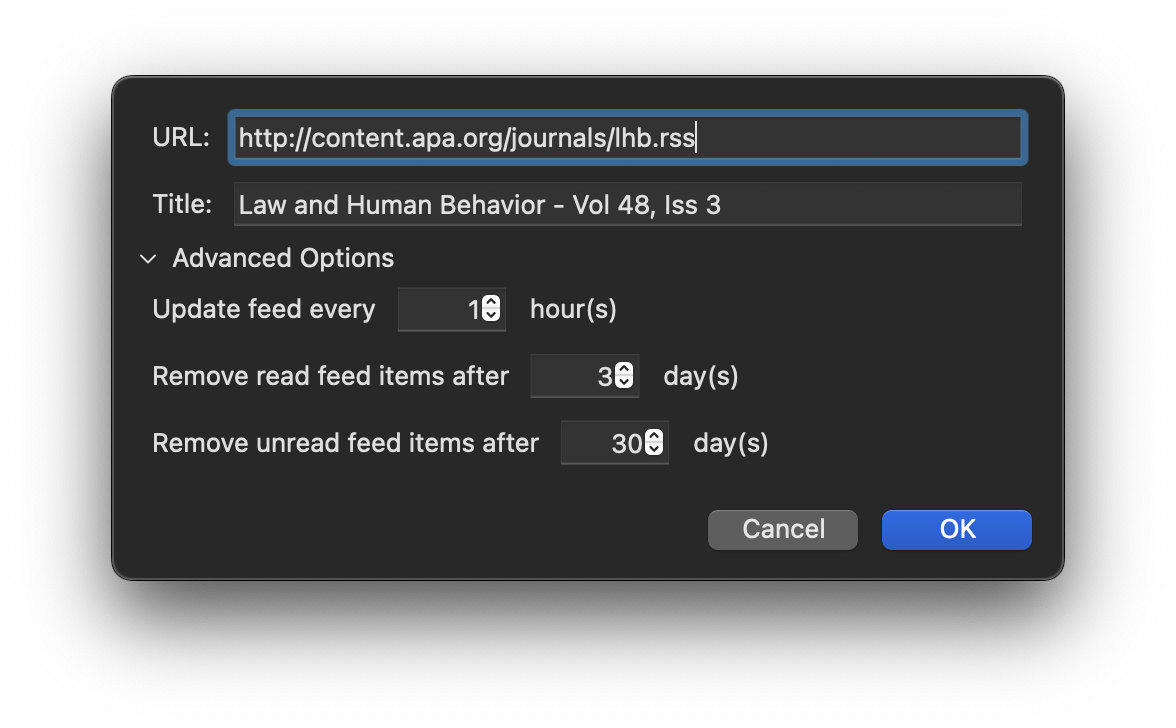 URL: http://content.apa.org/journals/lhb.rss
Title: Law and Human Behavior - Vol 48, Iss 3
Advanced Options
Update feed every 1 hour(s)
Remove read feed items after 3 day(s)
Remove unread feed items after 30 day(s)
Cancel OK